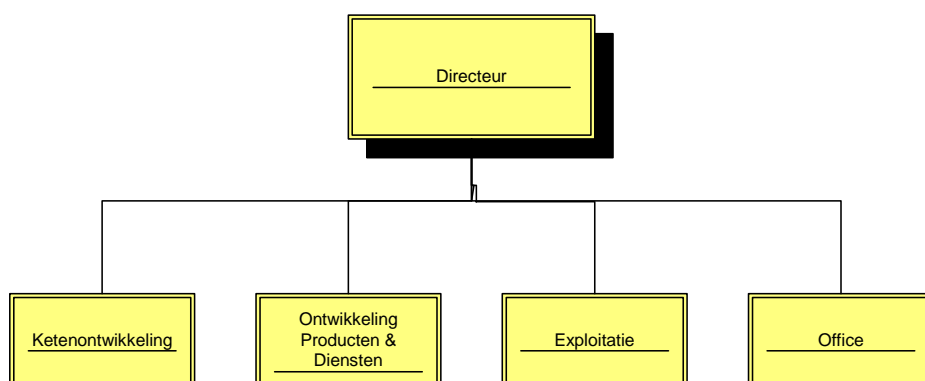 Directeur
Ketenontwikkeling
Ontwikkeling
Producten &
Diensten
Exploitatie
Office